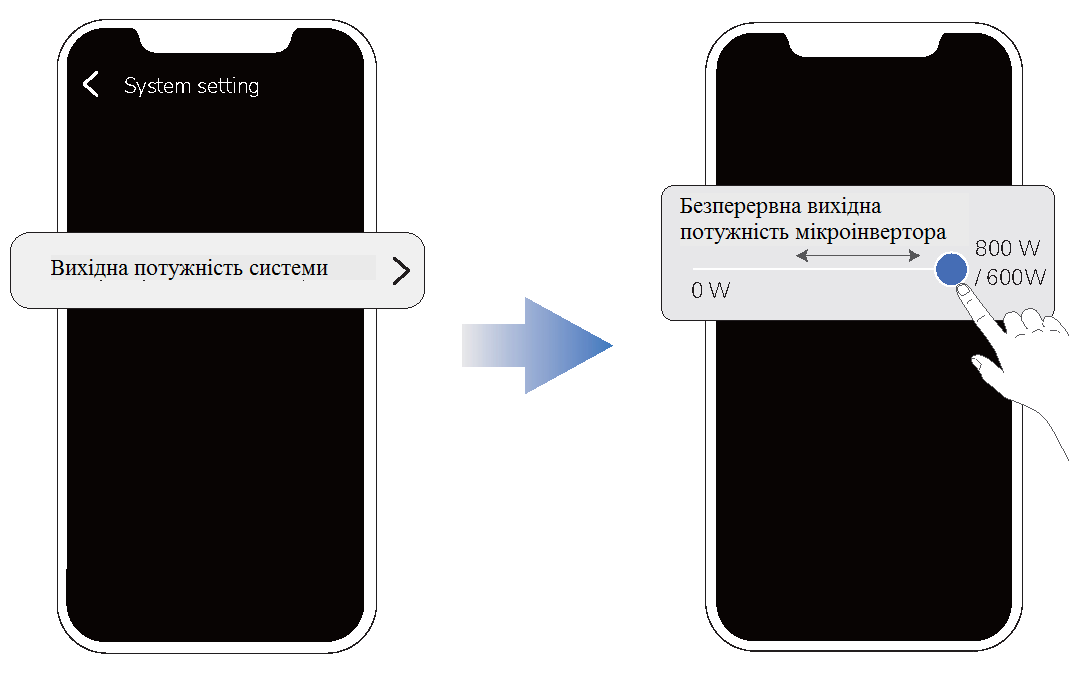 System setting
Вихідна потужність системи
Безперервна вихідна
потужність мікроінвертора
800 W
/ 600W
0 W